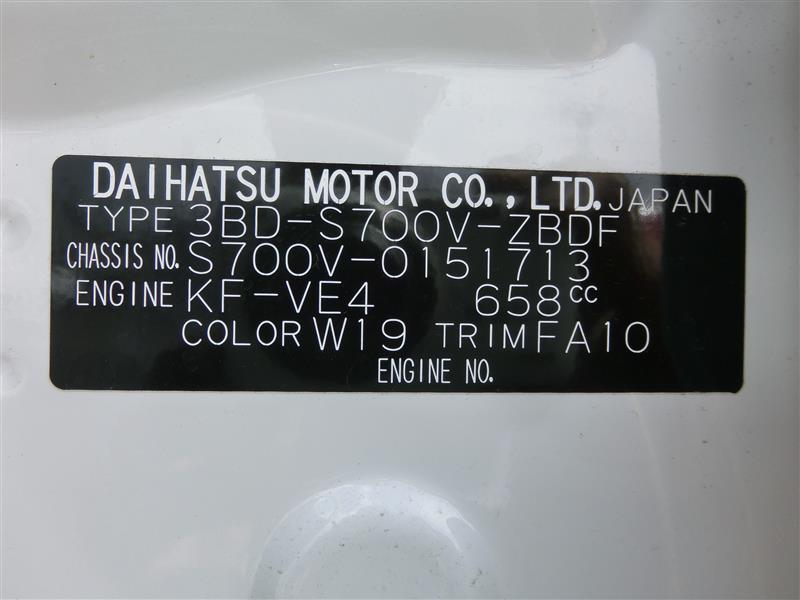 DAIHATSU MOTOR CO., LTD. JAPAN
TYPE 3BD-S700V-ZBDF
CHASSIS NO. S700V-0151713
ENGINE KF-VE4 658CC
COLOR W19 TRIM FA10
ENGINE NO.